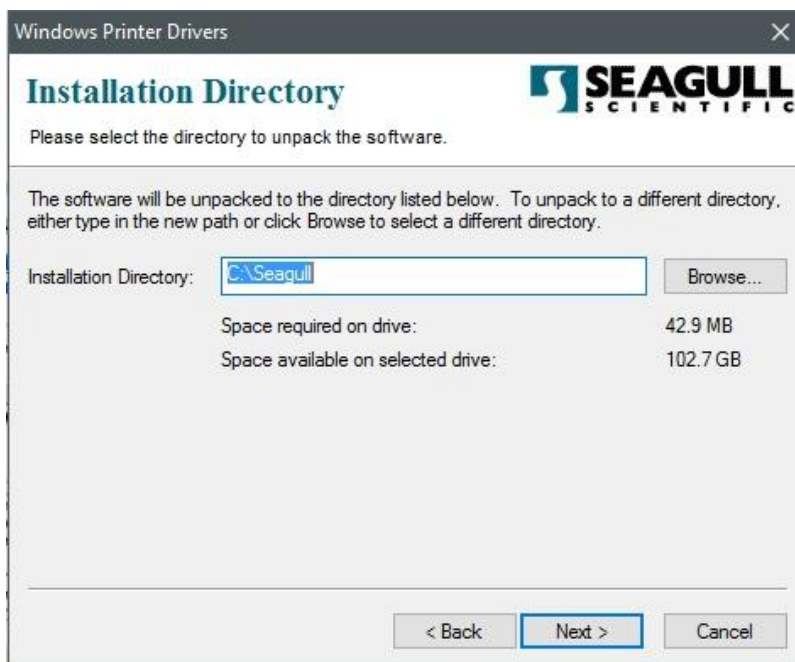 Windows Printer Drivers
Installation Directory
SEAGULL
SCIENTIFIC
Please select the directory to unpack the software.
The software will be unpacked to the directory listed below. To unpack to a different directory,
either type in the new path or click Browse to select a different directory.
Installation Directory: C:\Seagull Browse...
Space required on drive: 42.9 MB
Space available on selected drive: 102.7 GB
< Back Next > Cancel